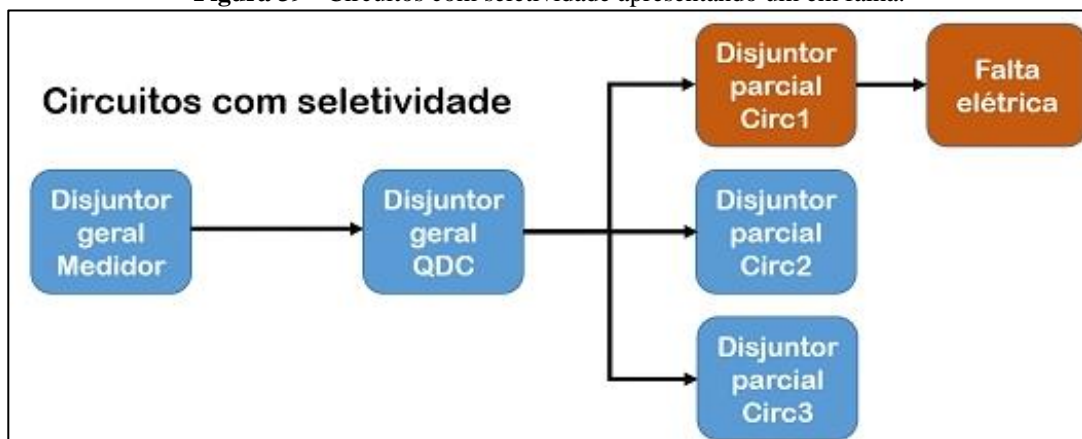 Circuitos com seletividade
Disjuntor
geral
Medidor
Disjuntor
geral
QDC
Disjuntor
parcial
Circ1
Falta
elétrica
Disjuntor
parcial
Circ2
Disjuntor
parcial
Circ3